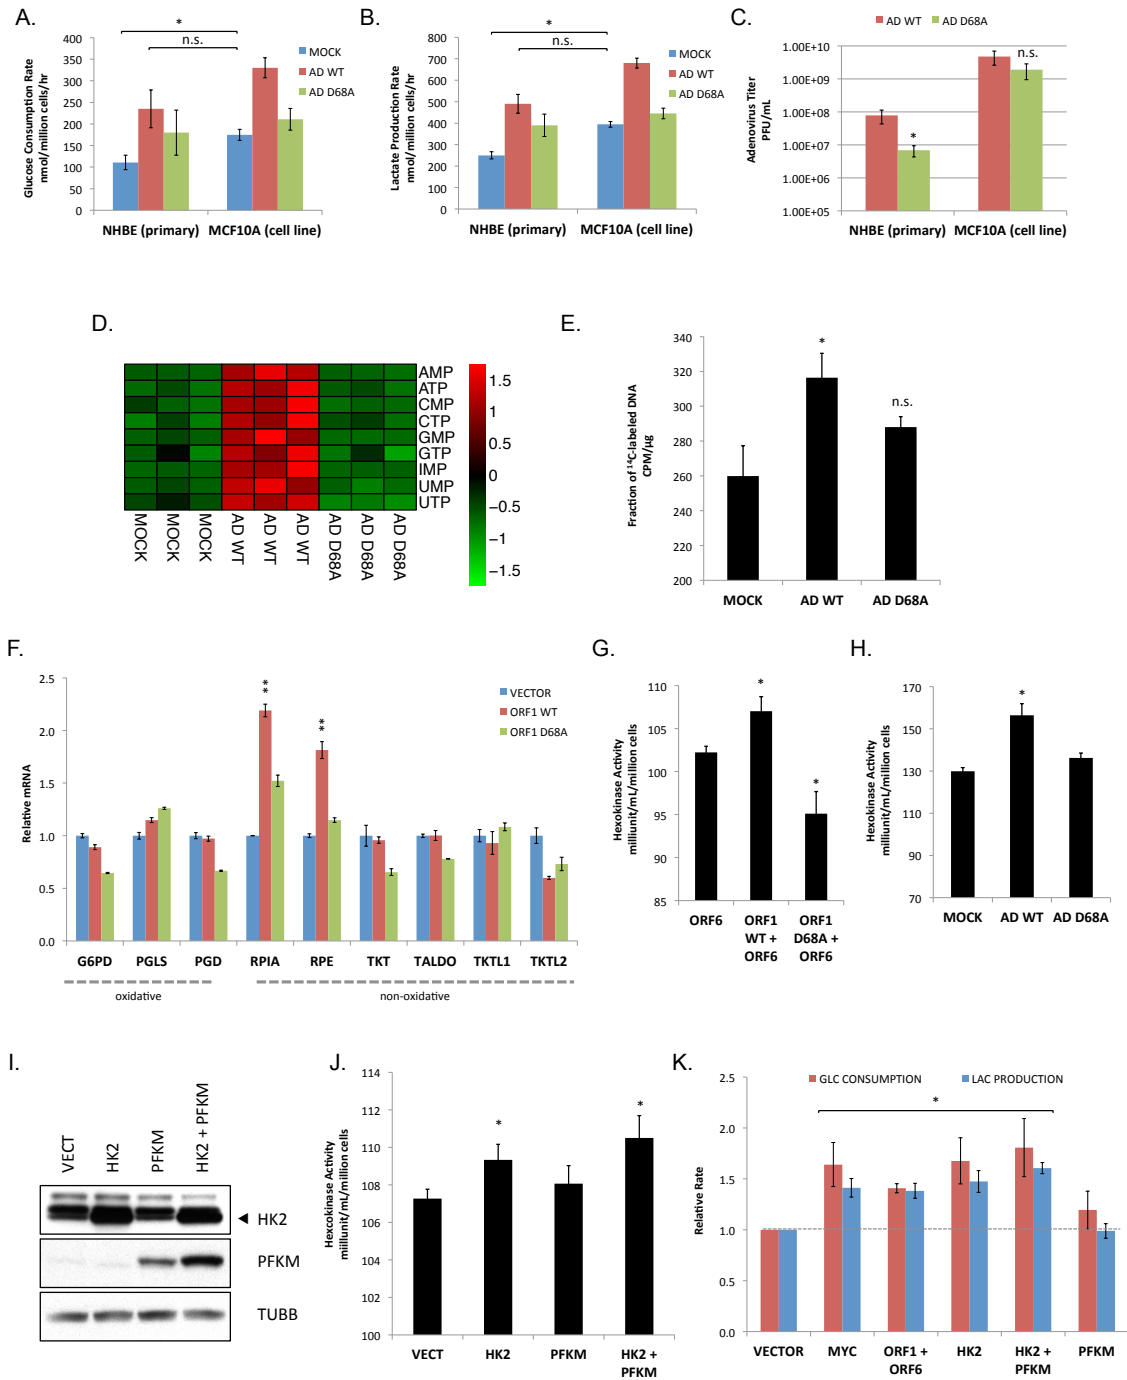 A.
*
n.s.
MOCK
AD WT
AD D68A
Glucose Consumption Rate
nmol/million cells/hr
400
350
300
250
200
150
100
50
0
NHBE (primary)
MCF10A (cell line)
B.
*
n.s.
MOCK
AD WT
AD D68A
Lactate Production Rate
nmol/million cells/hr
800
700
600
500
400
300
200
100
0
NHBE (primary)
MCF10A (cell line)
C.
AD WT
AD D68A
Adenovirus Titer
PFU/mL
1.00E+10
1.00E+09
1.00E+08
1.00E+07
1.00E+06
1.00E+05
*
n.s.
NHBE (primary)
MCF10A (cell line)
D.
AMP
ATP
CMP
CTP
GMP
GTP
IMP
UMP
UTP
MOCK
MOCK
MOCK
AD WT
AD WT
AD WT
AD D68A
AD D68A
AD D68A
1.5
1
0.5
0
−0.5
−1
−1.5
E.
Fraction of ¹⁴C-labeled DNA
CPM/µg
340
320
300
280
260
240
220
200
*
n.s.
MOCK
AD WT
AD D68A
F.
Relative mRNA
2.5
2.0
1.5
1.0
0.5
0.0
**
**
VECTOR
ORF1 WT
ORF1 D68A
G6PD
PGLS
PGD
RPIA
RPE
TKT
TALDO
TKTL1
TKTL2
oxidative
non-oxidative
G.
Hexokinase Activity
milliunit/mL/million cells
110
105
100
95
90
85
*
*
ORF6
ORF1
WT +
ORF6
ORF1
D68A +
ORF6
H.
Hexokinase Activity
milliunit/mL/million cells
170
150
130
110
90
70
*
MOCK
AD WT
AD D68A
I.
VECT
HK2
PFKM
HK2 + PFKM
HK2
PFKM
TUBB
J.
Hexcokinase Activity
milliunit/mL/million cells
114
112
110
108
106
104
102
100
*
*
VECT
HK2
PFKM
HK2 +
PFKM
K.
GLC CONSUMPTION
LAC PRODUCTION
*
Relative Rate
2.5
2.0
1.5
1.0
0.5
0.0
VECTOR
MYC
ORF1 +
ORF6
HK2
HK2 +
PFKM
PFKM